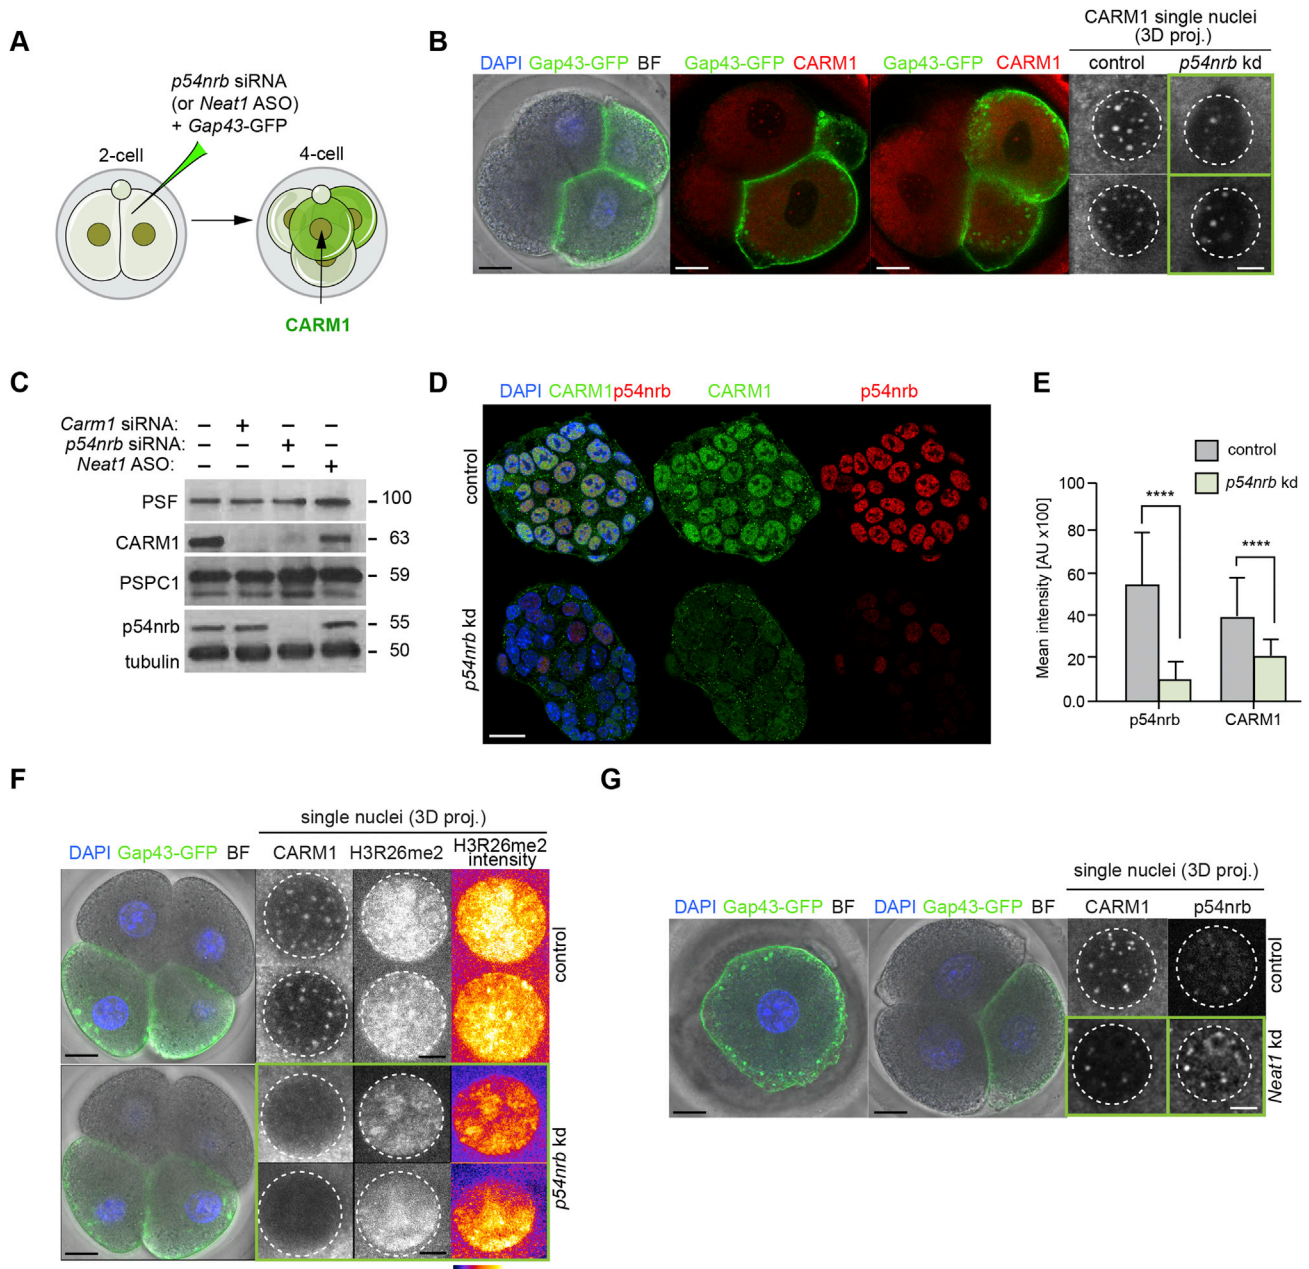 A
p54nrb siRNA
(or Neat1 ASO)
+ Gap43-GFP
2-cell
4-cell
CARM1
B
CARM1 single nuclei
(3D proj.)
DAPI Gap43-GFP BF
Gap43-GFP CARM1
Gap43-GFP CARM1
control
p54nrb kd
C
Carm1 siRNA: – + – –
p54nrb siRNA: – – + –
Neat1 ASO: – – – +
PSF – 100
CARM1 – 63
PSPC1 – 59
p54nrb – 55
tubulin – 50
D
DAPI CARM1p54nrb
CARM1
p54nrb
control
p54nrb kd
E
control
p54nrb kd
Mean intensity [AU x100]
100
80
60
40
20
0.0
****
****
p54nrb
CARM1
F
single nuclei (3D proj.)
DAPI Gap43-GFP BF
CARM1
H3R26me2
H3R26me2
intensity
control
p54nrb kd
G
single nuclei (3D proj.)
DAPI Gap43-GFP BF
DAPI Gap43-GFP BF
CARM1
p54nrb
control
Neat1 kd